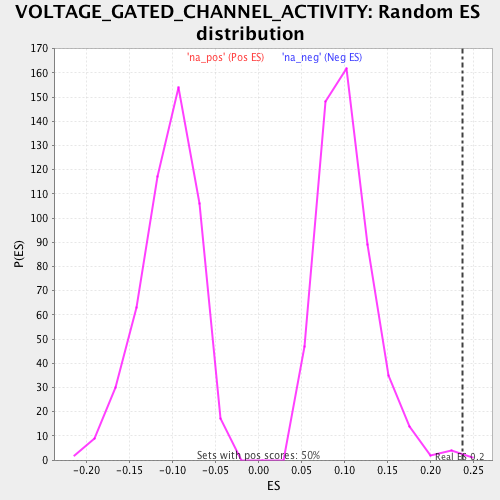 VOLTAGE_GATED_CHANNEL_ACTIVITY: Random ES
distribution
'na_pos' (Pos ES) 'na_neg' (Neg ES)
P(ES)
170
160
150
140
130
120
110
100
90
80
70
60
50
40
30
20
10
0
Sets with pos scores: 50%
Real ES 0.2
-0.20 -0.15 -0.10 -0.05 0.00 0.05 0.10 0.15 0.20 0.25
ES